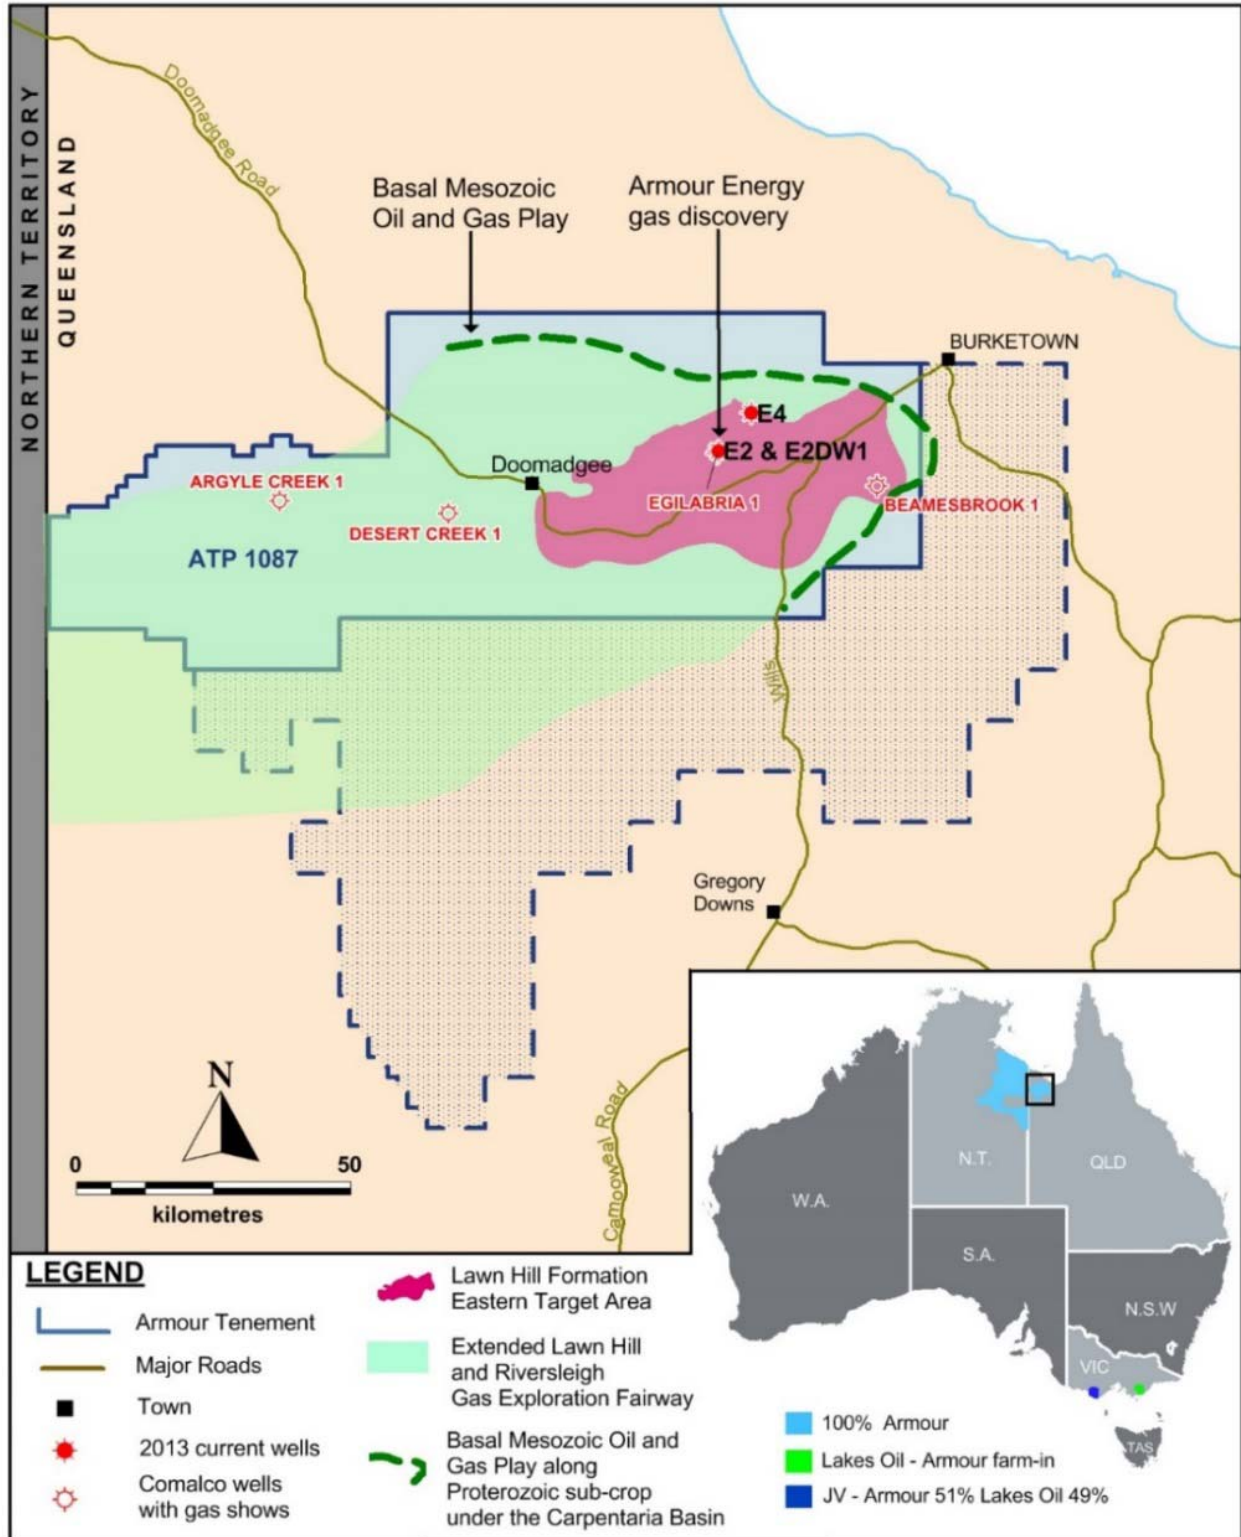 NORTHERN TERRITORY
QUEENSLAND
Doomadgee Road
Basal Mesozoic
Oil and Gas Play
Armour Energy
gas discovery
BURKETOWN
E4
E2 & E2DW1
Doomadgee
ARGYLE CREEK 1
DESERT CREEK 1
EGILABRIA 1
BEAMESBROOK 1
ATP 1087
Wills
Gregory
Downs
N
0 50
kilometres
Camooweal Road
W.A.
N.T.
QLD
S.A.
N.S.W
VIC
TAS
100% Armour
Lakes Oil - Armour farm-in
JV - Armour 51% Lakes Oil 49%
LEGEND
Armour Tenement
Major Roads
Town
2013 current wells
Comalco wells
with gas shows
Lawn Hill Formation
Eastern Target Area
Extended Lawn Hill
and Riversleigh
Gas Exploration Fairway
Basal Mesozoic Oil and
Gas Play along
Proterozoic sub-crop
under the Carpentaria Basin